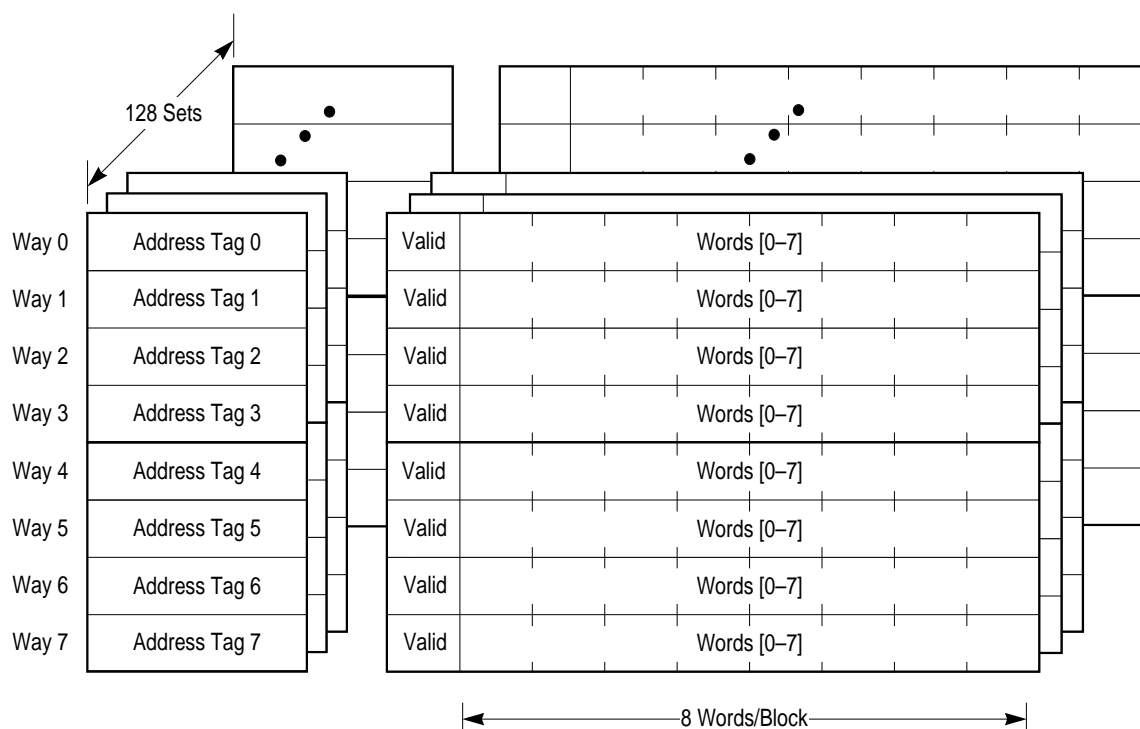 128 Sets
Way 0 Address Tag 0 Valid Words [0–7]
Way 1 Address Tag 1 Valid Words [0–7]
Way 2 Address Tag 2 Valid Words [0–7]
Way 3 Address Tag 3 Valid Words [0–7]
Way 4 Address Tag 4 Valid Words [0–7]
Way 5 Address Tag 5 Valid Words [0–7]
Way 6 Address Tag 6 Valid Words [0–7]
Way 7 Address Tag 7 Valid Words [0–7]
8 Words/Block